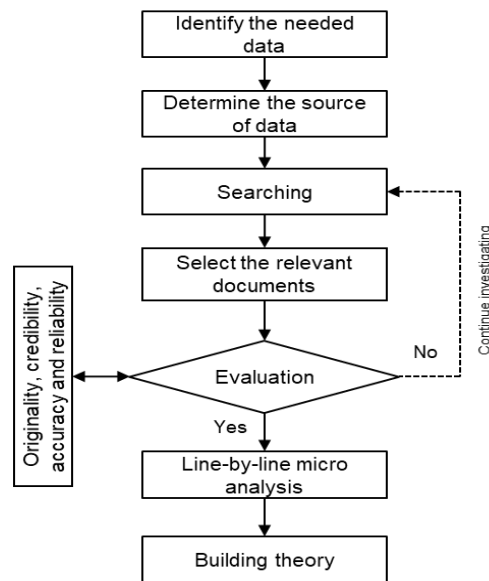 Identify the needed
data
Determine the source
of data
Searching
Select the relevant
documents
Originality, credibility,
accuracy and reliability
Evaluation
No
Continue investigating
Yes
Line-by-line micro
analysis
Building theory